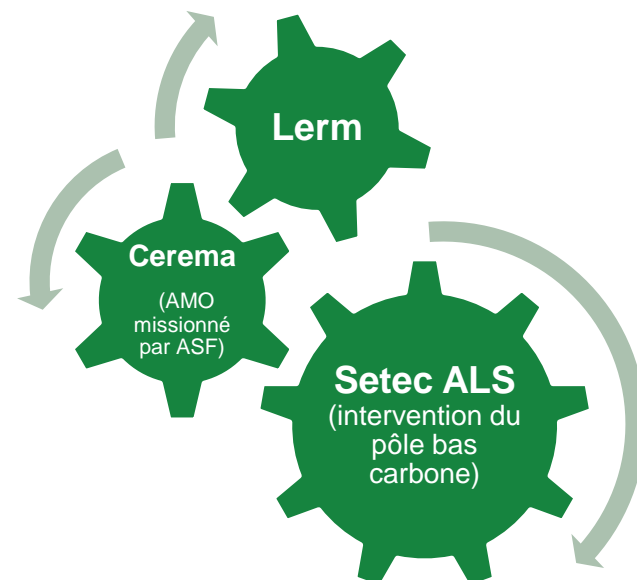 Lerm
Cerema
(AMO
missionné
par ASF)
Setec ALS
(intervention du
pôle bas
carbone)